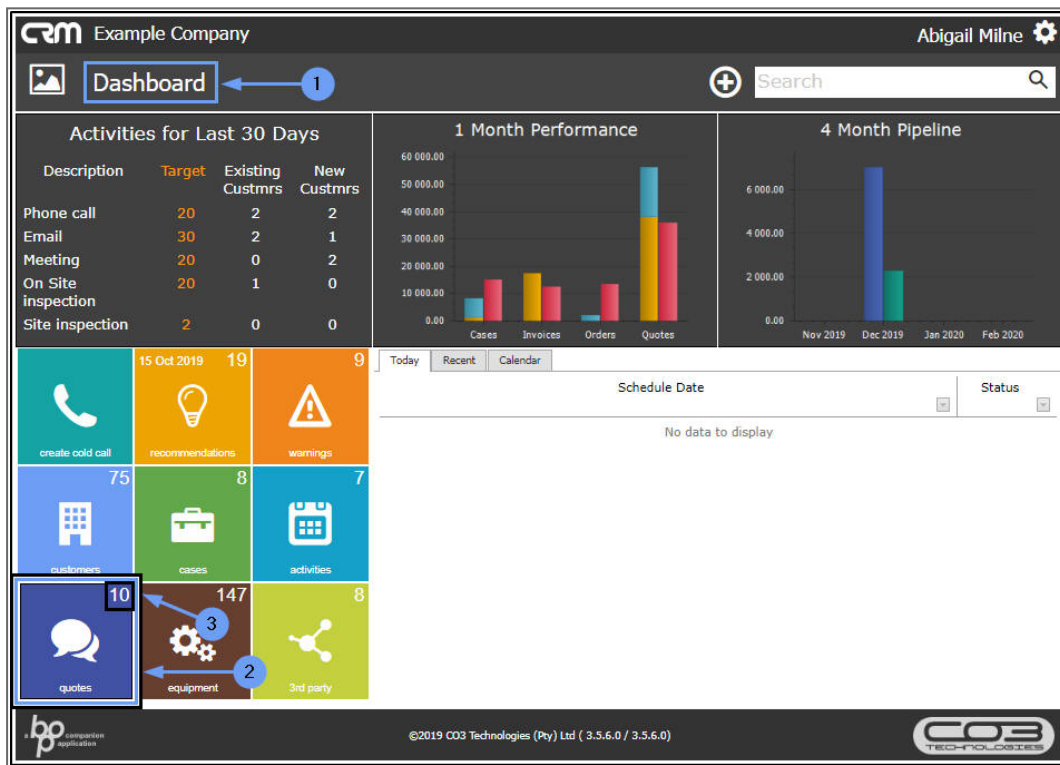 CRM Example Company
Abigail Milne
Dashboard
1
Search
Activities for Last 30 Days
Description Target Existing Custmrs New Custmrs
Phone call 20 2 2
Email 30 2 1
Meeting 20 0 2
On Site inspection 20 1 0
Site inspection 2 0 0
1 Month Performance
60 000.00
50 000.00
40 000.00
30 000.00
20 000.00
10 000.00
0.00
Cases Invoices Orders Quotes
4 Month Pipeline
6 000.00
4 000.00
2 000.00
0.00
Nov 2019 Dec 2019 Jan 2020 Feb 2020
create cold call
15 Oct 2019 19
recommendations
9
warnings
75
customers
8
cases
7
activities
10
quotes
3
2
147
equipment
8
3rd party
Today Recent Calendar
Schedule Date Status
No data to display
a bpo companion application
©2019 CO3 Technologies (Pty) Ltd ( 3.5.6.0 / 3.5.6.0)
CO3
TECHNOLOGIES